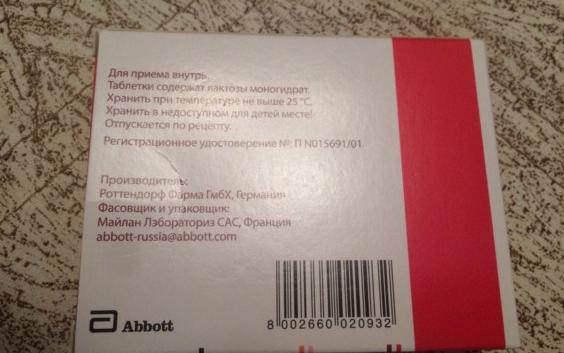 Для приема внутрь.
Таблетки содержат лактозы моногидрат.
Хранить при температуре не выше 25 °C.
Хранить в недоступном для детей месте!
Отпускается по рецепту.
Регистрационное удостоверение №: П N015691/01
Производитель:
Роттендорф Фарма ГмбХ, Германия
Фасовщик и упаковщик:
Майлан Лэбораториз САС, Франция
abbott-russia@abbott.com
Abbott
8 002660 020932